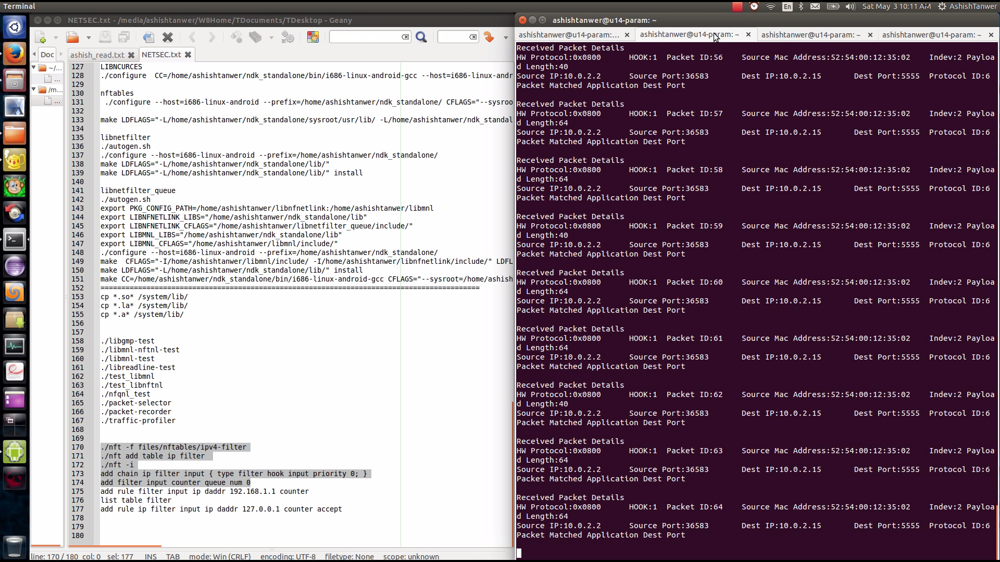 Terminal
En
Sat May 3 10:11 AM
AshishTanwer
NETSEC.txt - /media/ashishtanwer/W8Home/TDocuments/TDesktop - Geany
Doc
ashish_read.txt
NETSEC.txt
~/...
...
/m...
...
127 LIBNCURCES
128 ./configure  CC=/home/ashishtanwer/ndk_standalone/bin/i686-linux-android-gcc --host=i686-linux-andr
129
130 nftables
131  ./configure --host=i686-linux-android --prefix=/home/ashishtanwer/ndk_standalone/ CFLAGS="--sysroo
132
133 make LDFLAGS="-L/home/ashishtanwer/ndk_standalone/sysroot/usr/lib/ -L/home/ashishtanwer/ndk_standal
134
135 libnetfilter
136 ./autogen.sh
137 ./configure --host=i686-linux-android --prefix=/home/ashishtanwer/ndk_standalone/
138 make LDFLAGS="-L/home/ashishtanwer/ndk_standalone/lib/"
139 make LDFLAGS="-L/home/ashishtanwer/ndk_standalone/lib/" install
140
141 libnetfilter_queue
142 ./autogen.sh
143 export PKG_CONFIG_PATH=/home/ashishtanwer/libnfnetlink:/home/ashishtanwer/libmnl
144 export LIBNFNETLINK_LIBS="/home/ashishtanwer/ndk_standalone/lib"
145 export LIBNFNETLINK_CFLAGS="/home/ashishtanwer/libnetfilter_queue/include/"
146 export LIBMNL_LIBS="/home/ashishtanwer/ndk_standalone/lib"
147 export LIBMNL_CFLAGS="/home/ashishtanwer/libmnl/include/"
148 ./configure --host=i686-linux-android --prefix=/home/ashishtanwer/ndk_standalone/
149 make  CFLAGS="-I/home/ashishtanwer/libmnl/include/ -I/home/ashishtanwer/libnfnetlink/include/" LDFL
150 make LDFLAGS="-L/home/ashishtanwer/ndk_standalone/lib/" install
151 make CC=/home/ashishtanwer/ndk_standalone/bin/i686-linux-android-gcc CFLAGS="--sysroot=/home/ashish
152 ===========================================================================================
153 cp *.so* /system/lib/
154 cp *.la* /system/lib/
155 cp *.a* /system/lib/
156
157
158 ./libgmp-test
159 ./libmnl-nftnl-test
160 ./libmnl-test
161 ./libreadline-test
162 ./test_libmnl
163 ./test_libnftnl
164 ./nfqnl_test
165 ./packet-selector
166 ./packet-recorder
167 ./traffic-profiler
168
169
170 ./nft -f files/nftables/ipv4-filter
171 ./nft add table ip filter
172 ./nft -i
173 add chain ip filter input { type filter hook input priority 0; }
174 add filter input counter queue num 0
175 add rule filter input ip daddr 192.168.1.1 counter
176 list table filter
177 add rule ip filter input ip daddr 127.0.0.1 counter accept
178
179
180
line: 170 / 180 col: 0 sel: 177 INS TAB mode: Win (CRLF) encoding: UTF-8 filetype: None scope: unknown
ashishtanwer@u14-param: ~
ashishtanwer@u14-param:...
ashishtanwer@u14-param: ~
ashishtanwer@u14-param: ~
ashishtanwer@u14-param: ~
Received Packet Details
HW Protocol:0x0800 HOOK:1 Packet ID:56 Source Mac Address:52:54:00:12:35:02 Indev:2 Payloa
d Length:40
Source IP:10.0.2.2 Source Port:36583 Dest IP:10.0.2.15 Dest Port:5555 Protocol ID:6
Packet Matched Application Dest Port
Received Packet Details
HW Protocol:0x0800 HOOK:1 Packet ID:57 Source Mac Address:52:54:00:12:35:02 Indev:2 Payloa
d Length:64
Source IP:10.0.2.2 Source Port:36583 Dest IP:10.0.2.15 Dest Port:5555 Protocol ID:6
Packet Matched Application Dest Port
Received Packet Details
HW Protocol:0x0800 HOOK:1 Packet ID:58 Source Mac Address:52:54:00:12:35:02 Indev:2 Payloa
d Length:64
Source IP:10.0.2.2 Source Port:36583 Dest IP:10.0.2.15 Dest Port:5555 Protocol ID:6
Packet Matched Application Dest Port
Received Packet Details
HW Protocol:0x0800 HOOK:1 Packet ID:59 Source Mac Address:52:54:00:12:35:02 Indev:2 Payloa
d Length:40
Source IP:10.0.2.2 Source Port:36583 Dest IP:10.0.2.15 Dest Port:5555 Protocol ID:6
Packet Matched Application Dest Port
Received Packet Details
HW Protocol:0x0800 HOOK:1 Packet ID:60 Source Mac Address:52:54:00:12:35:02 Indev:2 Payloa
d Length:64
Source IP:10.0.2.2 Source Port:36583 Dest IP:10.0.2.15 Dest Port:5555 Protocol ID:6
Packet Matched Application Dest Port
Received Packet Details
HW Protocol:0x0800 HOOK:1 Packet ID:61 Source Mac Address:52:54:00:12:35:02 Indev:2 Payloa
d Length:64
Source IP:10.0.2.2 Source Port:36583 Dest IP:10.0.2.15 Dest Port:5555 Protocol ID:6
Packet Matched Application Dest Port
Received Packet Details
HW Protocol:0x0800 HOOK:1 Packet ID:62 Source Mac Address:52:54:00:12:35:02 Indev:2 Payloa
d Length:40
Source IP:10.0.2.2 Source Port:36583 Dest IP:10.0.2.15 Dest Port:5555 Protocol ID:6
Packet Matched Application Dest Port
Received Packet Details
HW Protocol:0x0800 HOOK:1 Packet ID:63 Source Mac Address:52:54:00:12:35:02 Indev:2 Payloa
d Length:64
Source IP:10.0.2.2 Source Port:36583 Dest IP:10.0.2.15 Dest Port:5555 Protocol ID:6
Packet Matched Application Dest Port
Received Packet Details
HW Protocol:0x0800 HOOK:1 Packet ID:64 Source Mac Address:52:54:00:12:35:02 Indev:2 Payloa
d Length:64
Source IP:10.0.2.2 Source Port:36583 Dest IP:10.0.2.15 Dest Port:5555 Protocol ID:6
Packet Matched Application Dest Port